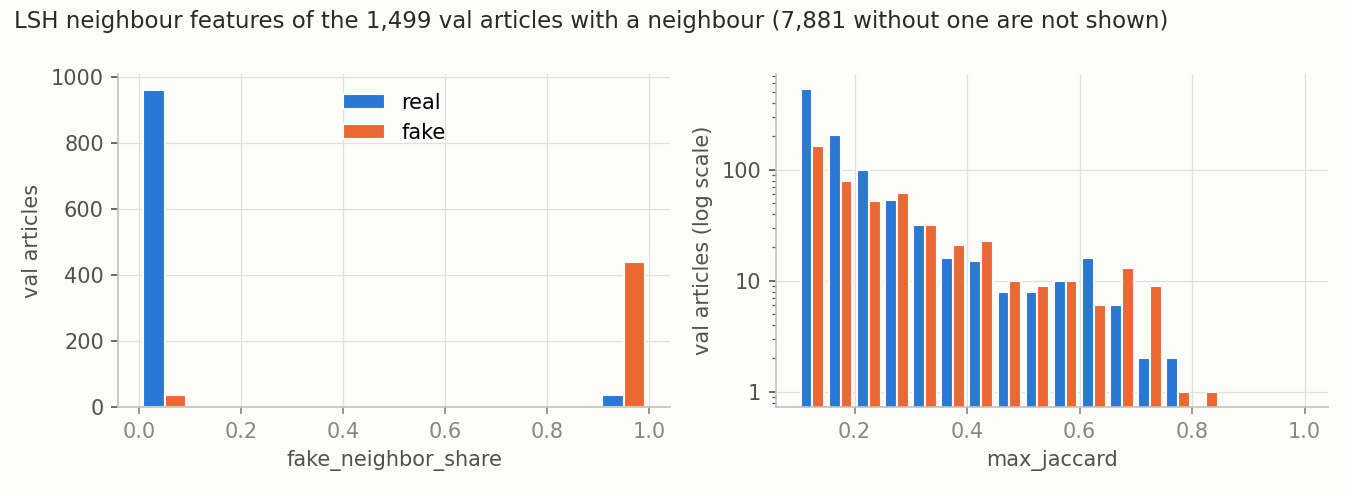 LSH neighbour features of the 1,499 val articles with a neighbour (7,881 without one are not shown)
1000
800
600
400
200
0
val articles
real
fake
0.0 0.2 0.4 0.6 0.8 1.0
fake_neighbor_share
100
10
1
val articles (log scale)
0.2 0.4 0.6 0.8 1.0
max_jaccard